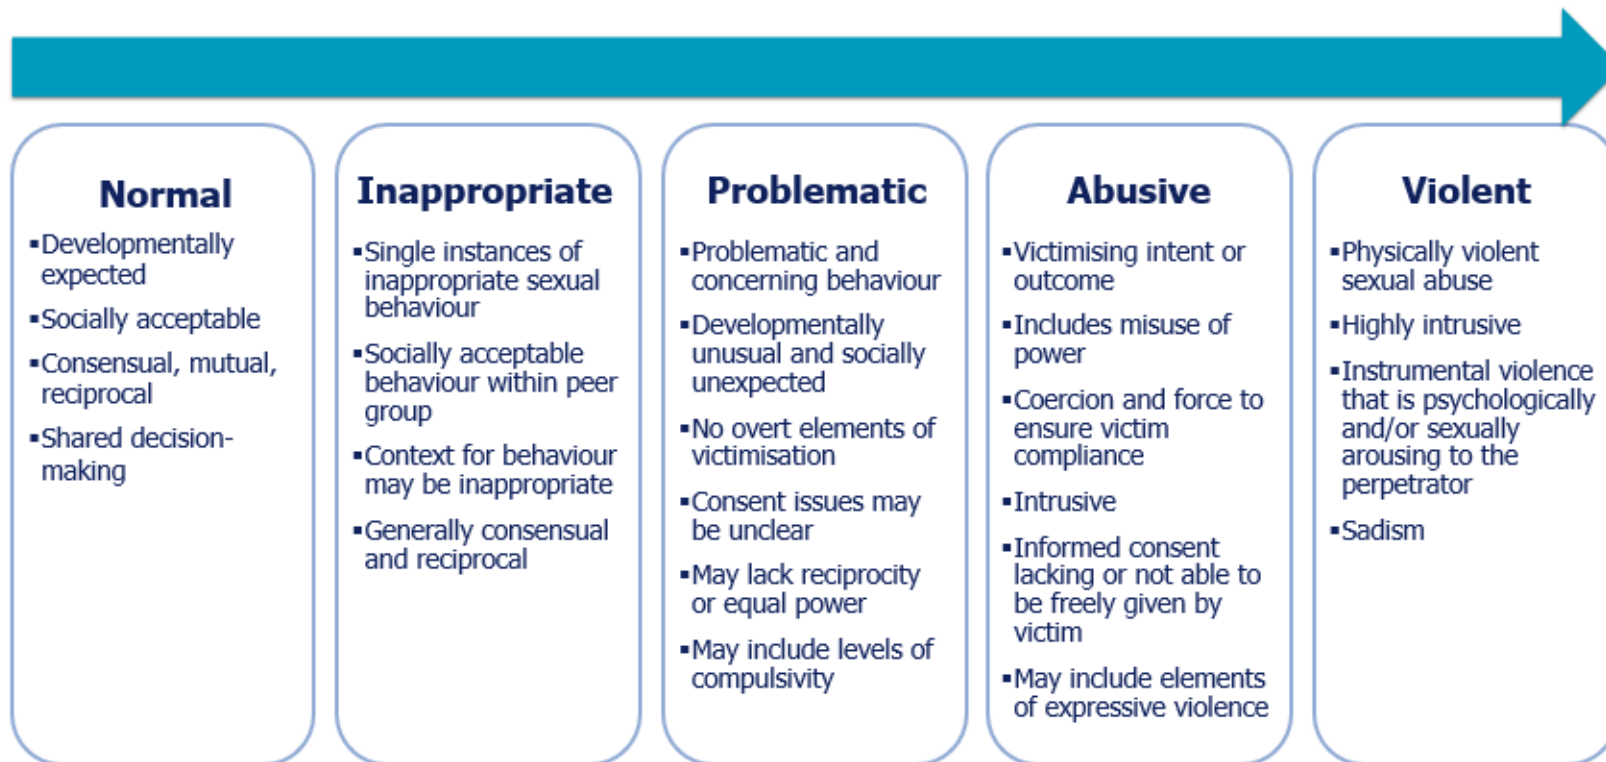 Normal
▪Developmentally
expected
▪Socially acceptable
▪Consensual, mutual,
reciprocal
▪Shared decision-
making
Inappropriate
▪Single instances of
inappropriate sexual
behaviour
▪Socially acceptable
behaviour within peer
group
▪Context for behaviour
may be inappropriate
▪Generally consensual
and reciprocal
Problematic
▪Problematic and
concerning behaviour
▪Developmentally
unusual and socially
unexpected
▪No overt elements of
victimisation
▪Consent issues may
be unclear
▪May lack reciprocity
or equal power
▪May include levels of
compulsivity
Abusive
▪Victimising intent or
outcome
▪Includes misuse of
power
▪Coercion and force to
ensure victim
compliance
▪Intrusive
▪Informed consent
lacking or not able to
be freely given by
victim
▪May include elements
of expressive violence
Violent
▪Physically violent
sexual abuse
▪Highly intrusive
▪Instrumental violence
that is psychologically
and/or sexually
arousing to the
perpetrator
▪Sadism